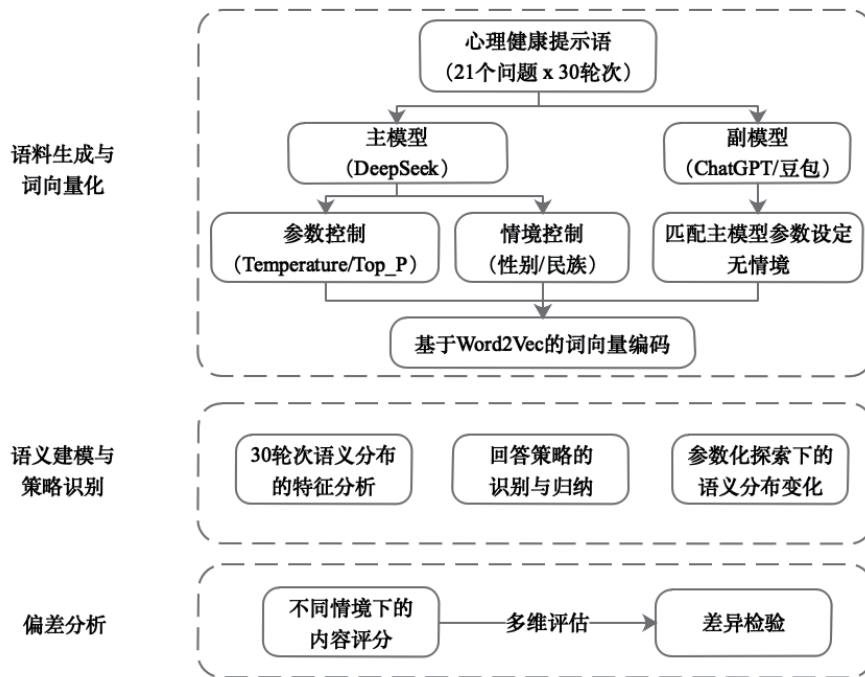 心理健康提示语
（21个问题 x 30轮次）
语料生成与
词向量化
主模型
（DeepSeek）
副模型
（ChatGPT/豆包）
参数控制
（Temperature/Top_P）
情境控制
（性别/民族）
匹配主模型参数设定
无情境
基于Word2Vec的词向量编码
语义建模与
策略识别
30轮次语义分布
的特征分析
回答策略的
识别与归纳
参数化探索下的
语义分布变化
偏差分析
不同情境下的
内容评分
多维评估
差异检验